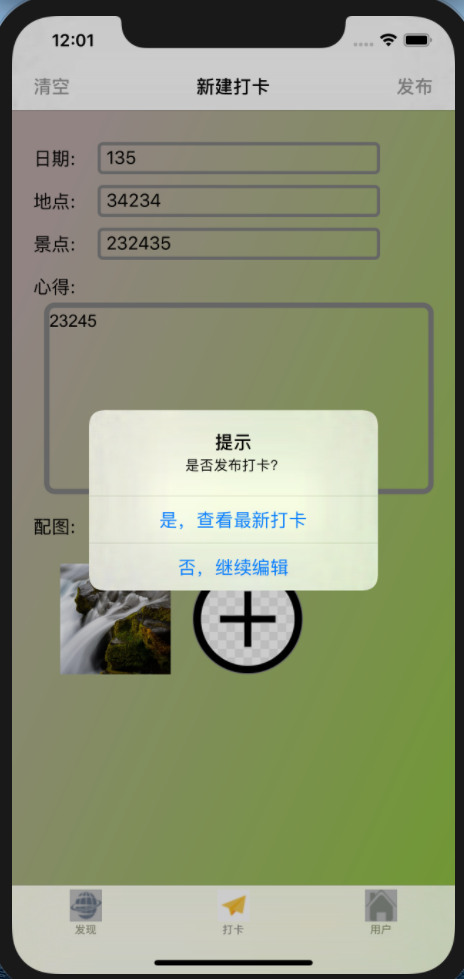 12:01
清空 新建打卡 发布
日期: 135
地点: 34234
景点: 232435
心得:
23245
提示
是否发布打卡?
是，查看最新打卡
否，继续编辑
配图:
发现 打卡 用户